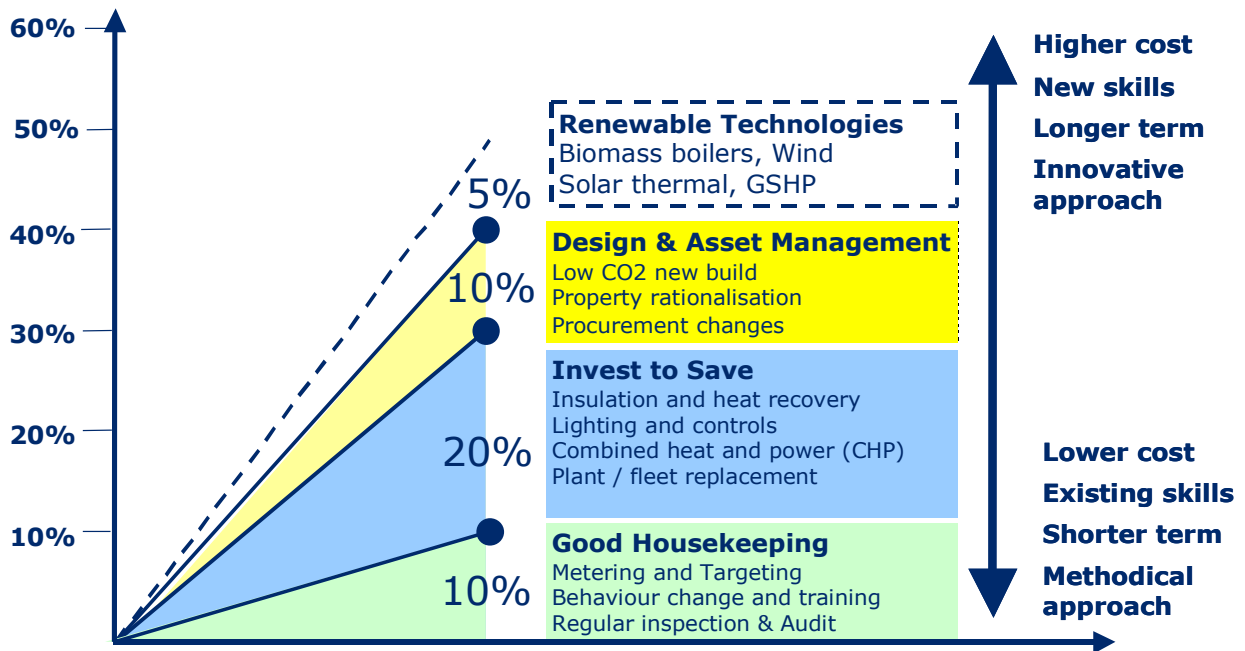 60%
50%
40%
30%
20%
10%
5%
10%
20%
10%
Renewable Technologies
Biomass boilers, Wind
Solar thermal, GSHP
Design & Asset Management
Low CO2 new build
Property rationalisation
Procurement changes
Invest to Save
Insulation and heat recovery
Lighting and controls
Combined heat and power (CHP)
Plant / fleet replacement
Good Housekeeping
Metering and Targeting
Behaviour change and training
Regular inspection & Audit
Higher cost
New skills
Longer term
Innovative
approach
Lower cost
Existing skills
Shorter term
Methodical
approach